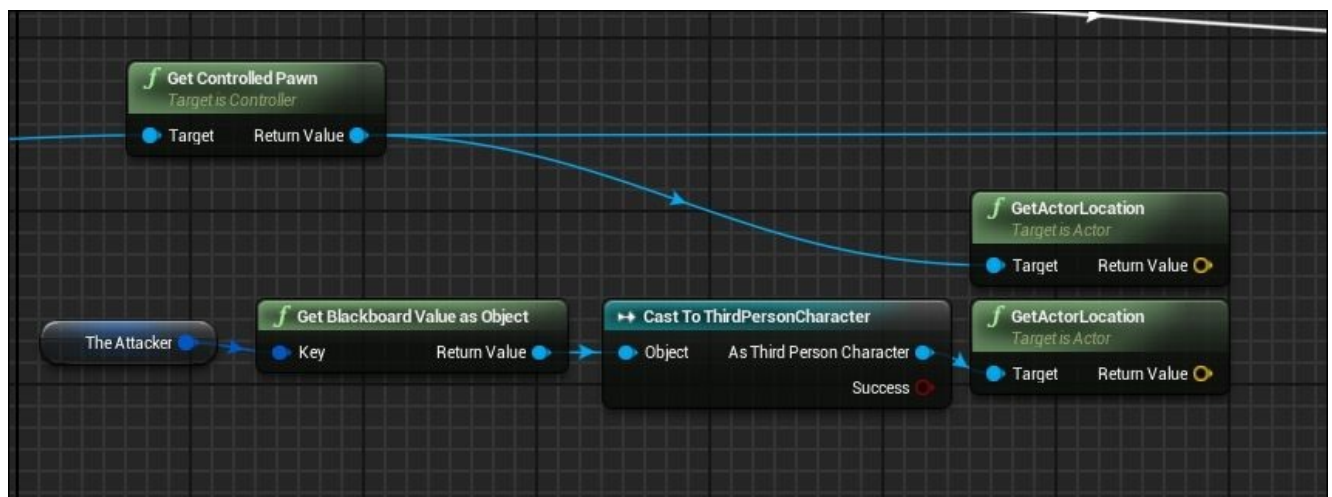 Get Controlled Pawn
Target is Controller
Target Return Value
GetActorLocation
Target is Actor
Target Return Value
The Attacker
Get Blackboard Value as Object
Key Return Value
Cast To ThirdPersonCharacter
Object As Third Person Character
Success
GetActorLocation
Target is Actor
Target Return Value